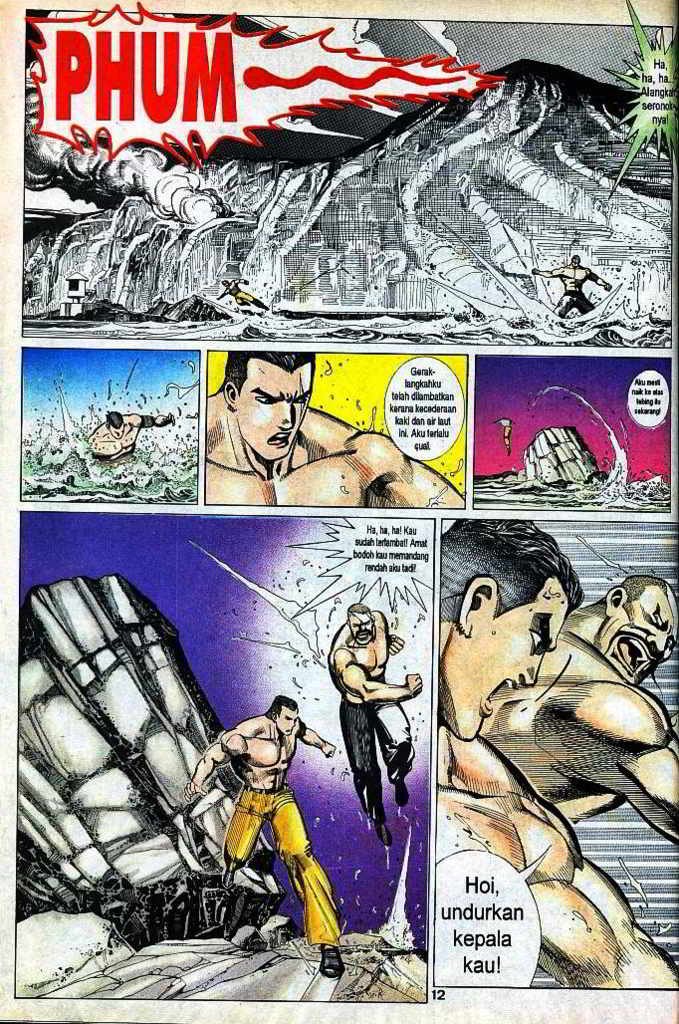 PHUM
Ha,
ha, ha...
Alangkah
seronok-
nya!
Gerak-
langkahku
telah dilambatkan
kerana kecederaan
kaki dan air laut
ini. Aku terlalu
cuai.
Aku mesti
naik ke atas
tebing itu
sekarang!
Ha, ha, ha! Kau
sudah terlambat! Amat
bodoh kau memandang
rendah aku tadi!
Hoi,
undurkan
kepala
kau!
12